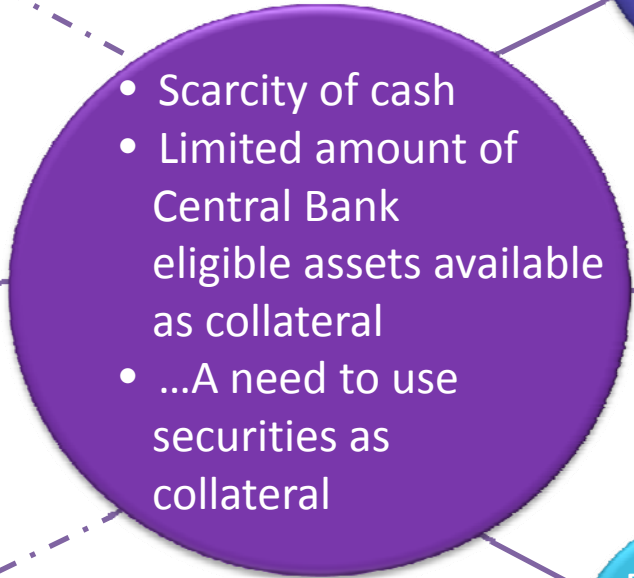 • Scarcity of cash
• Limited amount of
Central Bank
eligible assets available
as collateral
• …A need to use
securities as
collateral